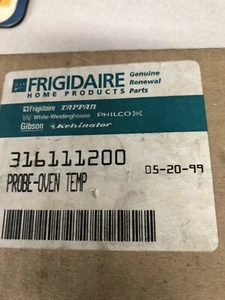 FRIGIDAIRE
HOME PRODUCTS
Genuine
Renewal
Parts
Frigidaire TAPPAN
White-Westinghouse PHILCO
Gibson Kelvinator
316111200
05-20-99
PROBE-OVEN TEMP